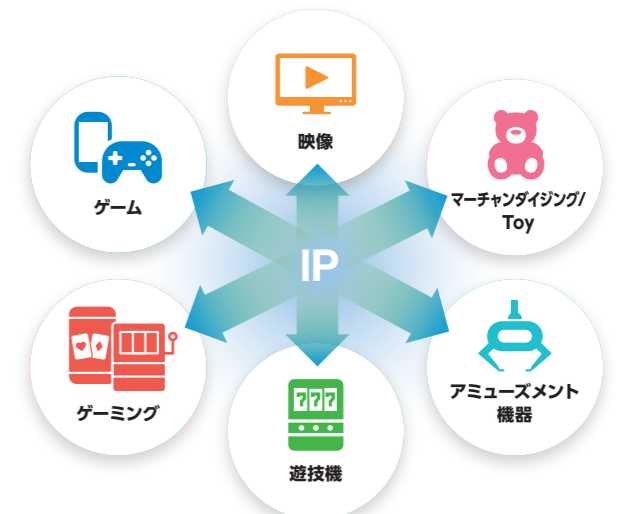 映像
ゲーム
マーチャンダイジング/
Toy
IP
ゲーミング
アミューズメント
機器
777
遊技機